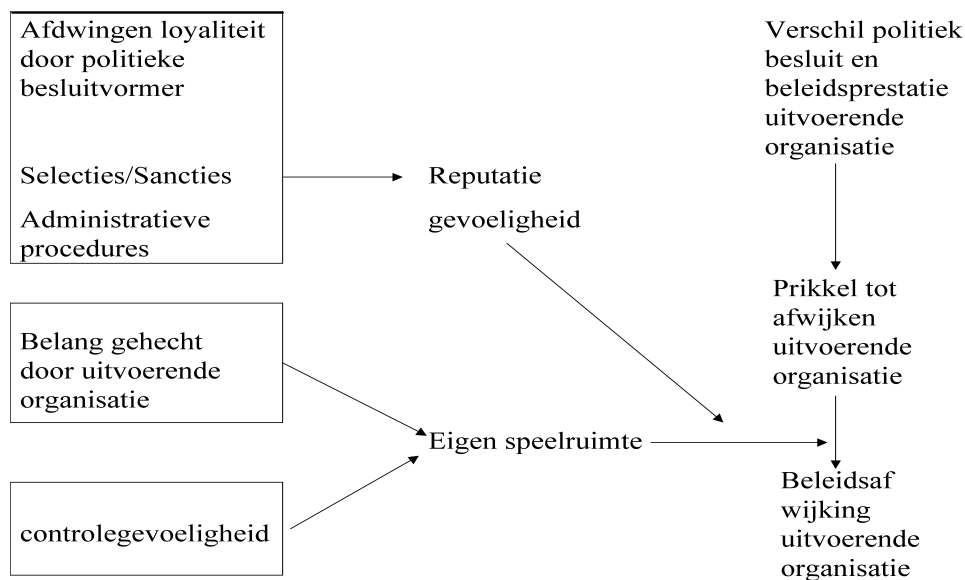 Afdwingen loyaliteit
door politieke
besluitvormer
Selecties/Sancties
Administratieve
procedures
Belang gehecht
door uitvoerende
organisatie
controlegevoeligheid
Reputatie
gevoeligheid
Eigen speelruimte
Verschil politiek
besluit en
beleidsprestatie
uitvoerende
organisatie
Prikkel tot
afwijken
uitvoerende
organisatie
Beleidsaf
wijking
uitvoerende
organisatie